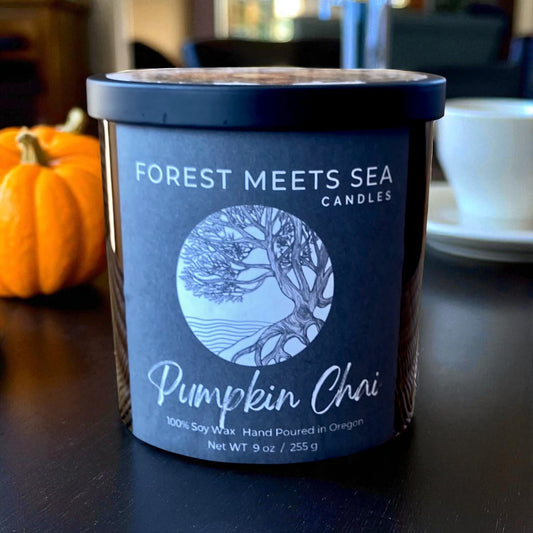 FOREST MEETS SEA
CANDLES
Pumpkin Chai
100% Soy Wax Hand Poured in Oregon
Net WT 9 oz / 255 g